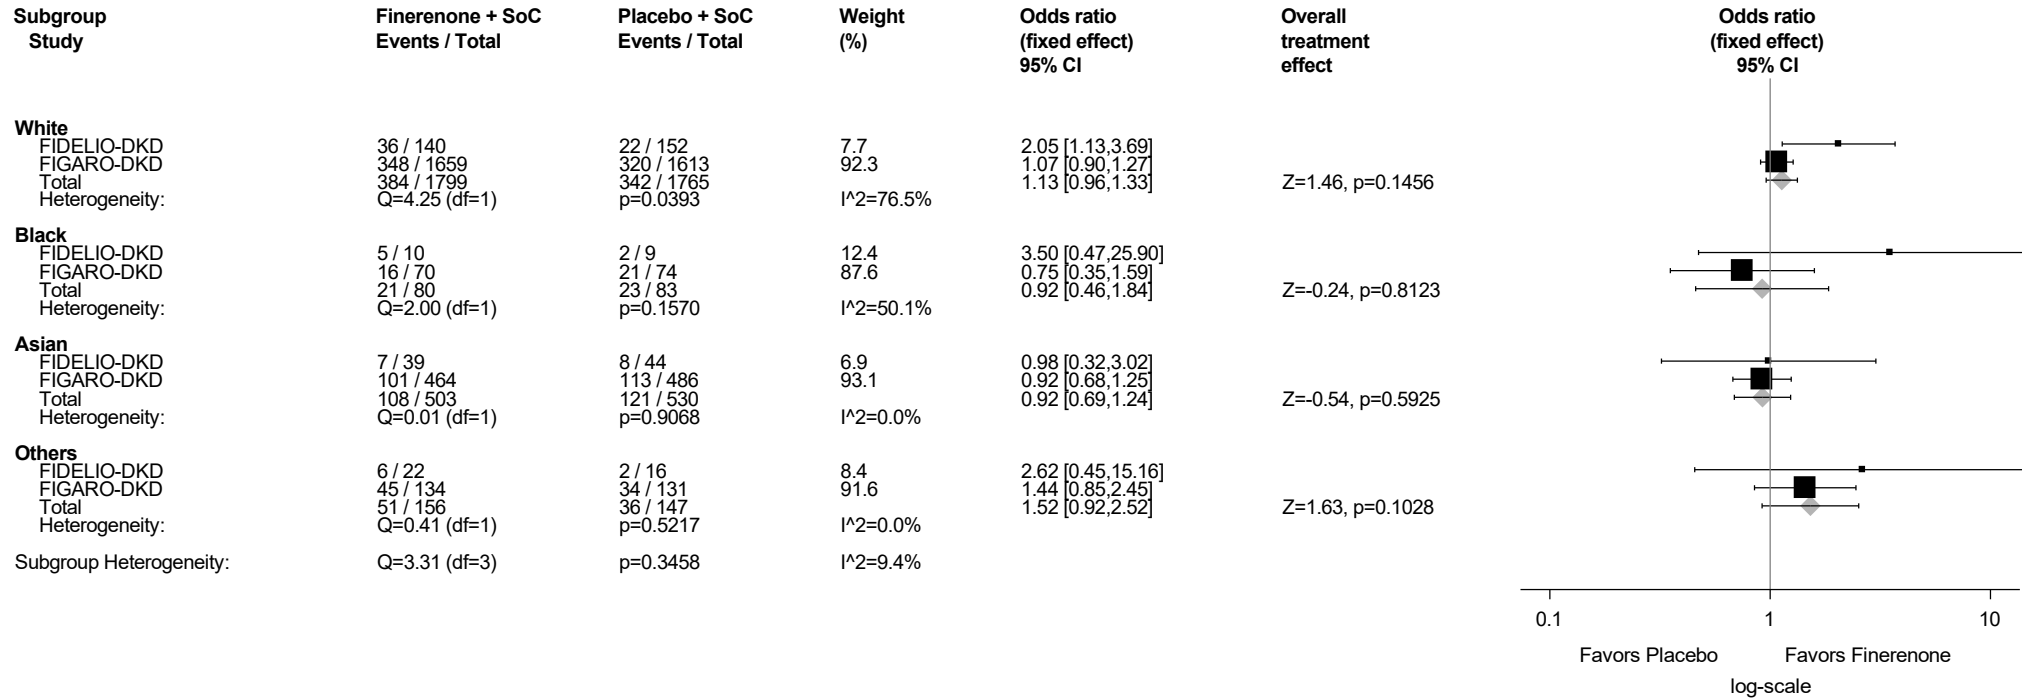 Subgroup Finerenone + SoC Placebo + SoC Weight Odds ratio Overall Odds ratio
Study Events / Total Events / Total (%) (fixed effect) treatment (fixed effect)
95% CI effect 95% CI
White
FIDELIO-DKD 36 / 140 22 / 152 7.7 2.05 [1.13,3.69]
FIGARO-DKD 348 / 1659 320 / 1613 92.3 1.07 [0.90,1.27]
Total 384 / 1799 342 / 1765 1.13 [0.96,1.33] Z=1.46, p=0.1456
Heterogeneity: Q=4.25 (df=1) p=0.0393 I^2=76.5%
Black
FIDELIO-DKD 5 / 10 2 / 9 12.4 3.50 [0.47,25.90]
FIGARO-DKD 16 / 70 21 / 74 87.6 0.75 [0.35,1.59]
Total 21 / 80 23 / 83 0.92 [0.46,1.84] Z=-0.24, p=0.8123
Heterogeneity: Q=2.00 (df=1) p=0.1570 I^2=50.1%
Asian
FIDELIO-DKD 7 / 39 8 / 44 6.9 0.98 [0.32,3.02]
FIGARO-DKD 101 / 464 113 / 486 93.1 0.92 [0.68,1.25]
Total 108 / 503 121 / 530 0.92 [0.69,1.24] Z=-0.54, p=0.5925
Heterogeneity: Q=0.01 (df=1) p=0.9068 I^2=0.0%
Others
FIDELIO-DKD 6 / 22 2 / 16 8.4 2.62 [0.45,15.16]
FIGARO-DKD 45 / 134 34 / 131 91.6 1.44 [0.85,2.45]
Total 51 / 156 36 / 147 1.52 [0.92,2.52] Z=1.63, p=0.1028
Heterogeneity: Q=0.41 (df=1) p=0.5217 I^2=0.0%
Subgroup Heterogeneity: Q=3.31 (df=3) p=0.3458 I^2=9.4%
0.1 1 10
Favors Placebo Favors Finerenone
log-scale